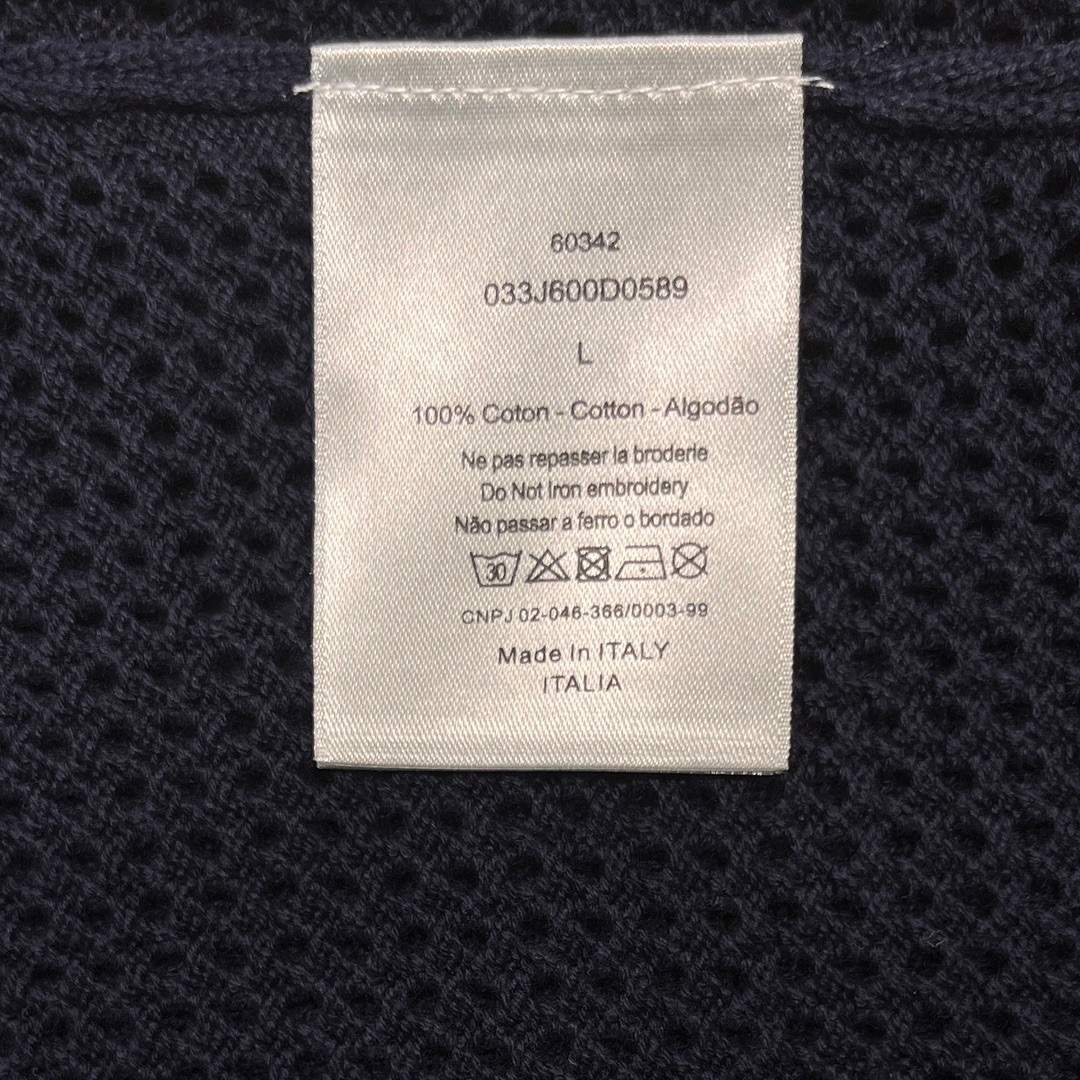 60342
033J600D0589
L
100% Coton - Cotton - Algodão
Ne pas repasser la broderie
Do Not Iron embroidery
Não passar a ferro o bordado
30
CNPJ 02-046-366/0003-99
Made In ITALY
ITALIA